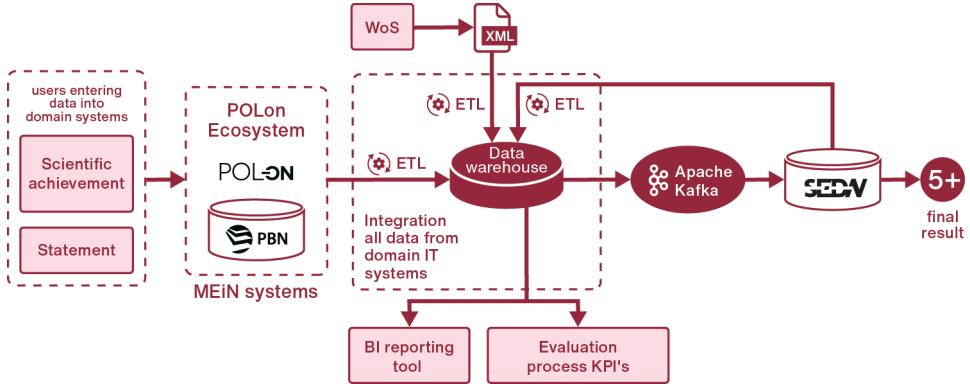 WoS
XML
users entering
data into
domain systems
Scientific
achievement
Statement
POLon
Ecosystem
POL-ON
PBN
MEiN systems
ETL
ETL
ETL
Data
warehouse
Integration
all data from
domain IT
systems
Apache
Kafka
SEDN
5+
final
result
BI reporting
tool
Evaluation
process KPI's